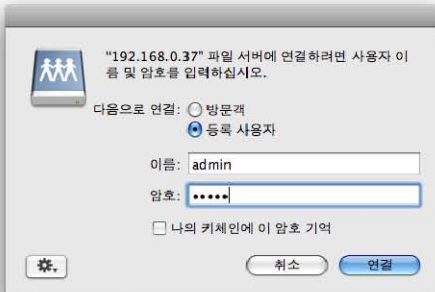 "192.168.0.37" 파일 서버에 연결하려면 사용자 이
름 및 암호를 입력하십시오.
다음으로 연결: 방문객
등록 사용자
이름: admin
암호: •••••
나의 키체인에 이 암호 기억
취소 연결